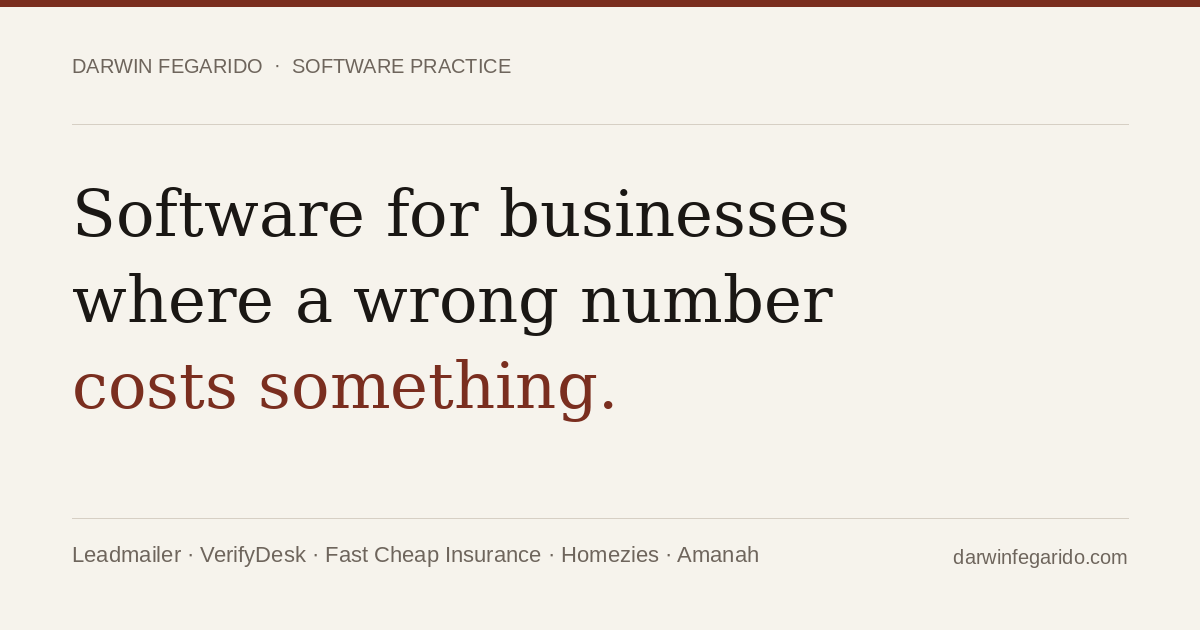 DARWIN FEGARIDO · SOFTWARE PRACTICE
Software for businesses
where a wrong number
costs something.
Leadmailer · VerifyDesk · Fast Cheap Insurance · Homezies · Amanah
darwinfegarido.com